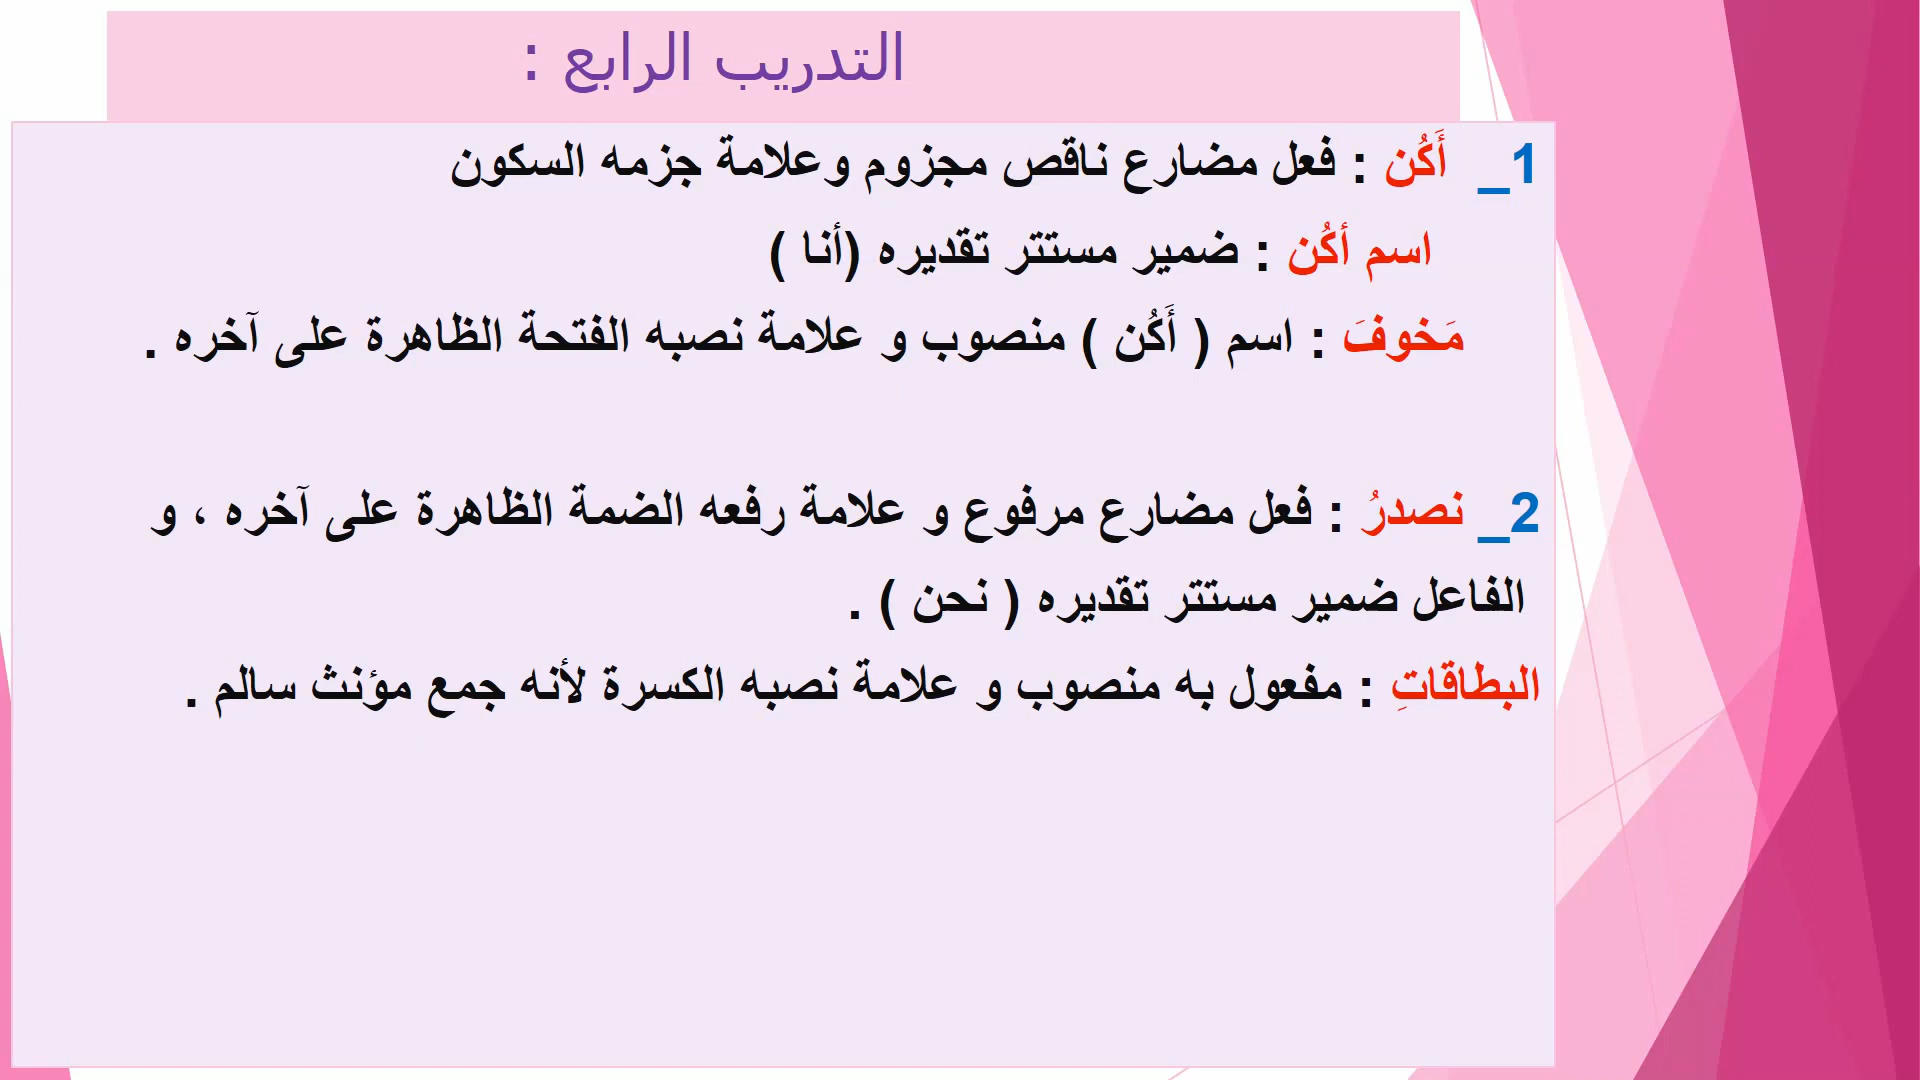 التدريب الرابع :
1_ أَكُن : فعل مضارع ناقص مجزوم وعلامة جزمه السكون
اسم أكُن : ضمير مستتر تقديره (أنا )
مَخوفَ : اسم ( أَكُن ) منصوب و علامة نصبه الفتحة الظاهرة على آخره .
2_ نصدرُ : فعل مضارع مرفوع و علامة رفعه الضمة الظاهرة على آخره ، و
الفاعل ضمير مستتر تقديره ( نحن ) .
البطاقاتِ : مفعول به منصوب و علامة نصبه الكسرة لأنه جمع مؤنث سالم .